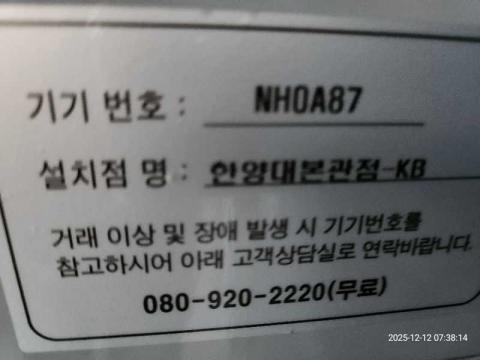 기기 번호 : NH0A87
설치점 명 : 한양대본관점-KB
거래 이상 및 장애 발생 시 기기번호를
참고하시어 아래 고객상담실로 연락바랍니다.
080-920-2220(무료)
2025-12-12 07:38:14